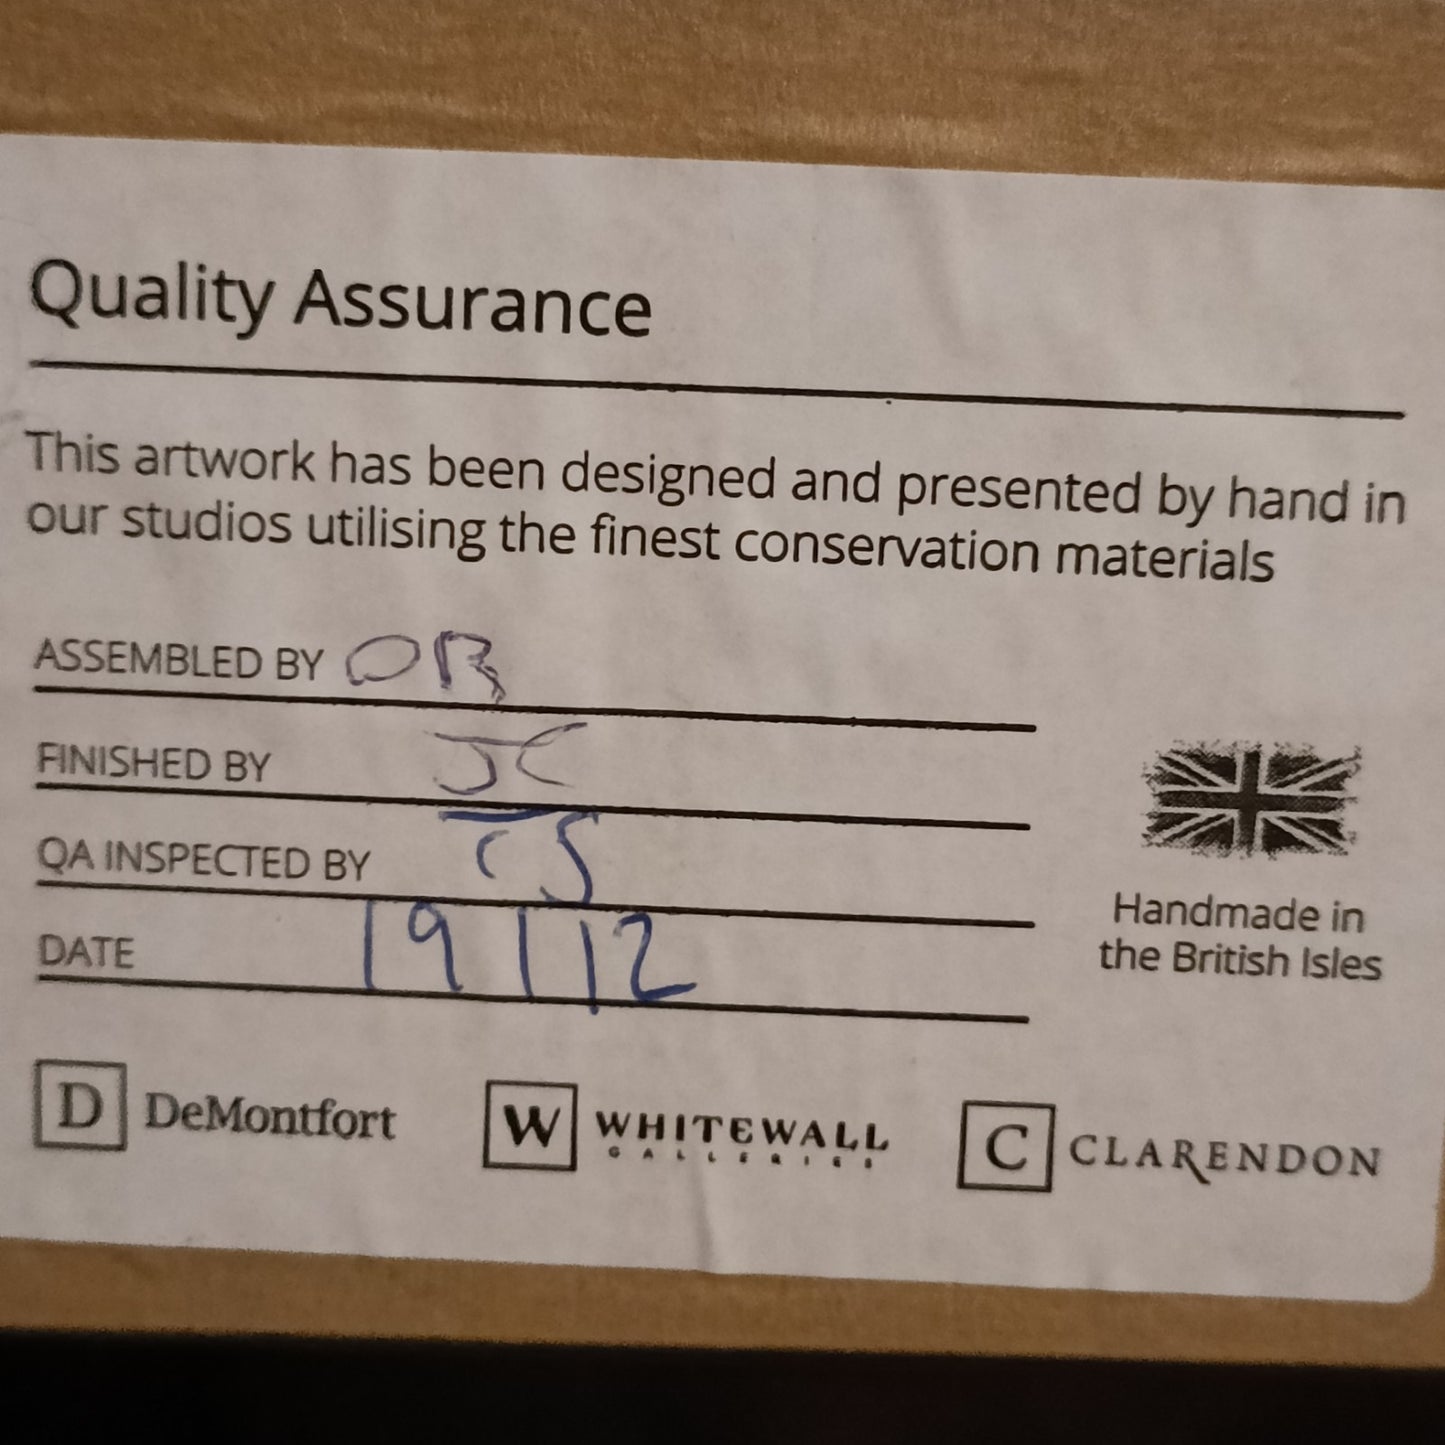 Quality Assurance
This artwork has been designed and presented by hand in
our studios utilising the finest conservation materials
ASSEMBLED BY OR
FINISHED BY JC
QA INSPECTED BY TS
DATE 19/12
Handmade in
the British Isles
D DeMontfort
W WHITEWALL
GALLERIES
C CLARENDON